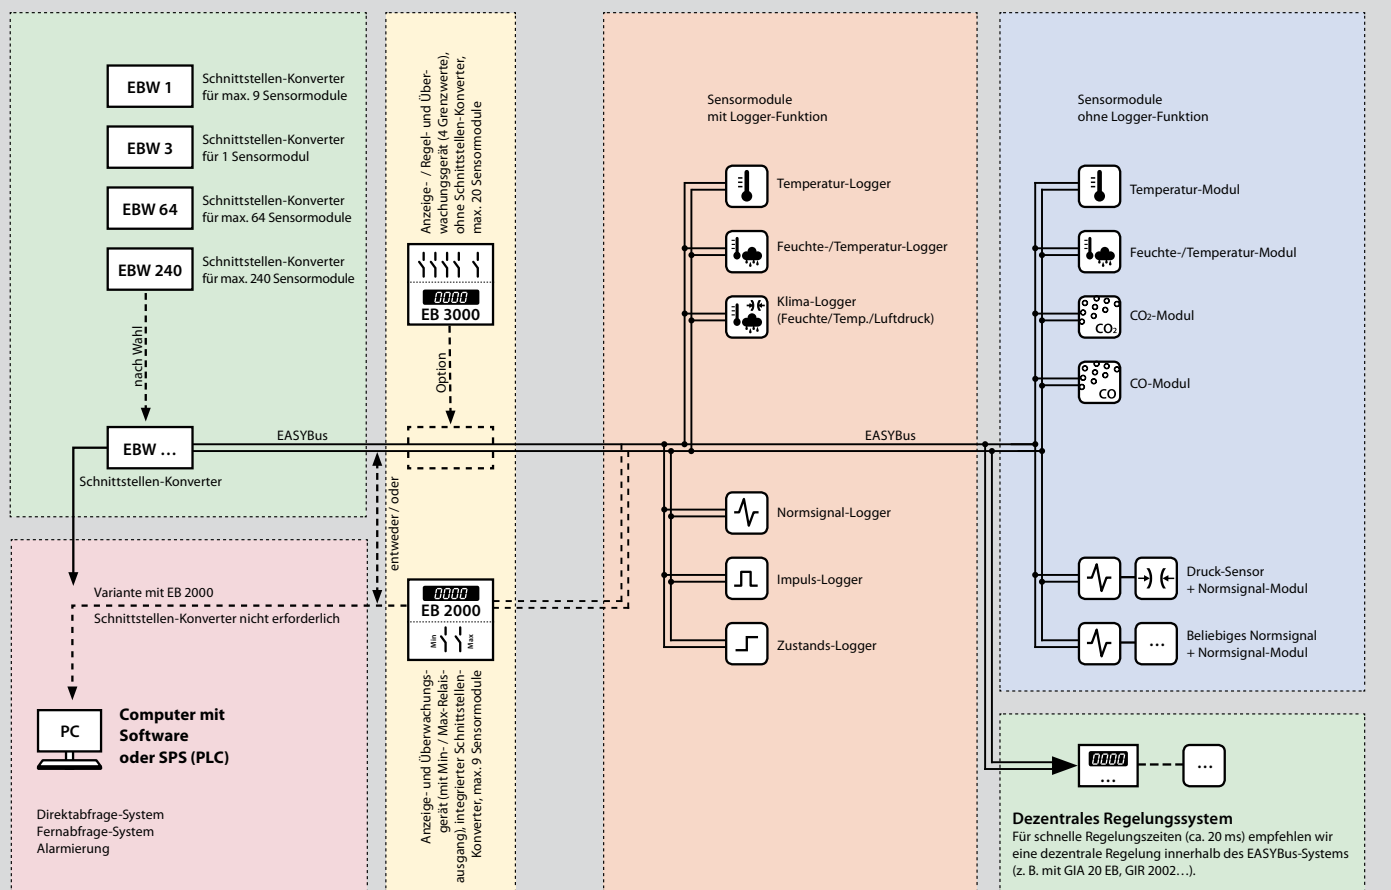 EBW 1
Schnittstellen-Konverter
für max. 9 Sensormodule
EBW 3
Schnittstellen-Konverter
für 1 Sensormodul
EBW 64
Schnittstellen-Konverter
für max. 64 Sensormodule
EBW 240
Schnittstellen-Konverter
für max. 240 Sensormodule
nach Wahl
EBW …
EASYBus
Schnittstellen-Konverter
Anzeige- / Regel- und Über-
wachungsgerät (4 Grenzwerte),
ohne Schnittstellen-Konverter,
max. 20 Sensormodule
0000
EB 3000
Option
entweder / oder
0000
EB 2000
Min
Max
Anzeige- und Überwachungs-
gerät (mit Min-/ Max-Relais-
ausgang), integrierter Schnittstellen-
Konverter, max. 9 Sensormodule
Variante mit EB 2000
Schnittstellen-Konverter nicht erforderlich
PC
Computer mit
Software
oder SPS (PLC)
Direktabfrage-System
Fernabfrage-System
Alarmierung
Sensormodule
mit Logger-Funktion
Temperatur-Logger
Feuchte-/Temperatur-Logger
Klima-Logger
(Feuchte/Temp./Luftdruck)
EASYBus
Normsignal-Logger
Impuls-Logger
Zustands-Logger
Sensormodule
ohne Logger-Funktion
Temperatur-Modul
Feuchte-/Temperatur-Modul
CO₂
CO₂-Modul
CO
CO-Modul
Druck-Sensor
+ Normsignal-Modul
…
Beliebiges Normsignal
+ Normsignal-Modul
0000
…
…
Dezentrales Regelungssystem
Für schnelle Regelungszeiten (ca. 20 ms) empfehlen wir
eine dezentrale Regelung innerhalb des EASYBus-Systems
(z. B. mit GIA 20 EB, GIR 2002…).